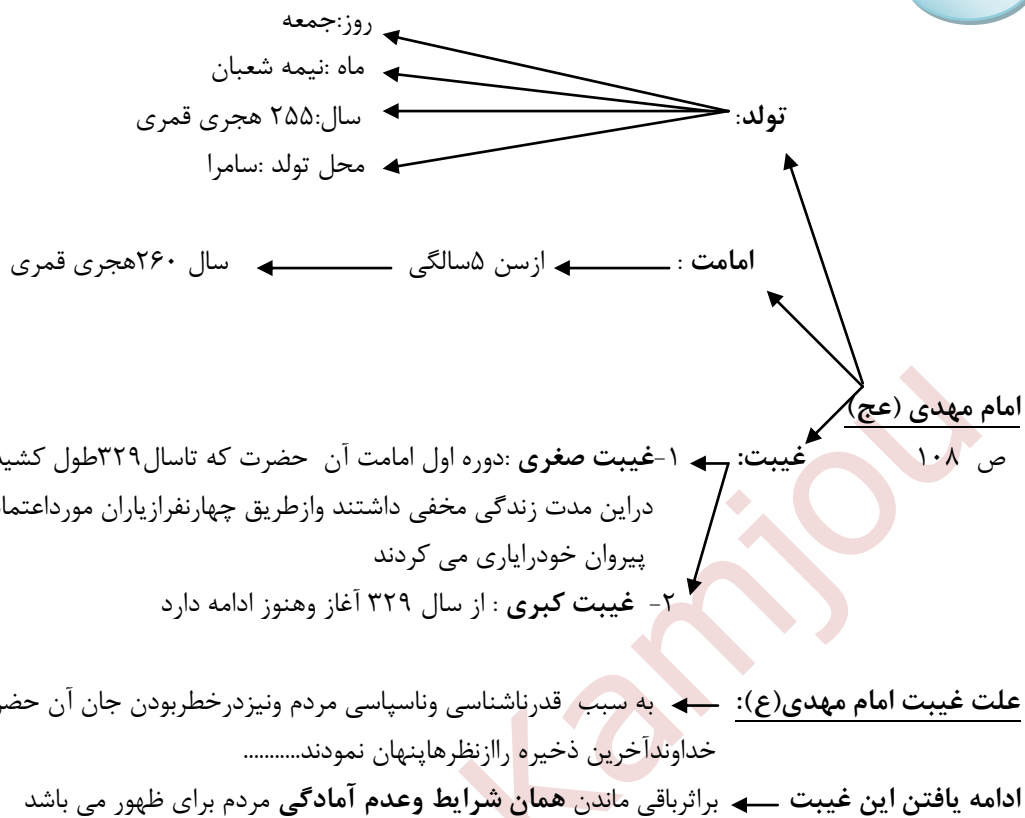 روز:جمعه
ماه :نیمه شعبان
تولد:
سال:۲۵۵ هجری قمری
محل تولد :سامرا
امامت : ازسن ۵سالگی سال ۲۶۰هجری قمری
امام مهدی (عج)
ص ۱۰۸ غیبت: ۱-غیبت صغری :دوره اول امامت آن حضرت که تاسال۳۲۹طول کشید
دراین مدت زندگی مخفی داشتند وازطریق چهارنفرازیاران مورداعتما
پیروان خودرایاری می کردند
۲- غیبت کبری : از سال ۳۲۹ آغاز وهنوز ادامه دارد
علت غیبت امام مهدی(ع): به سبب قدرناشناسی وناسپاسی مردم ونیزدرخطربودن جان آن حضر
خداوندآخرین ذخیره راازنظرهاپنهان نمودند...........
ادامه یافتن این غیبت براثرباقی ماندن همان شرایط وعدم آمادگی مردم برای ظهور می باشد
Kamjou